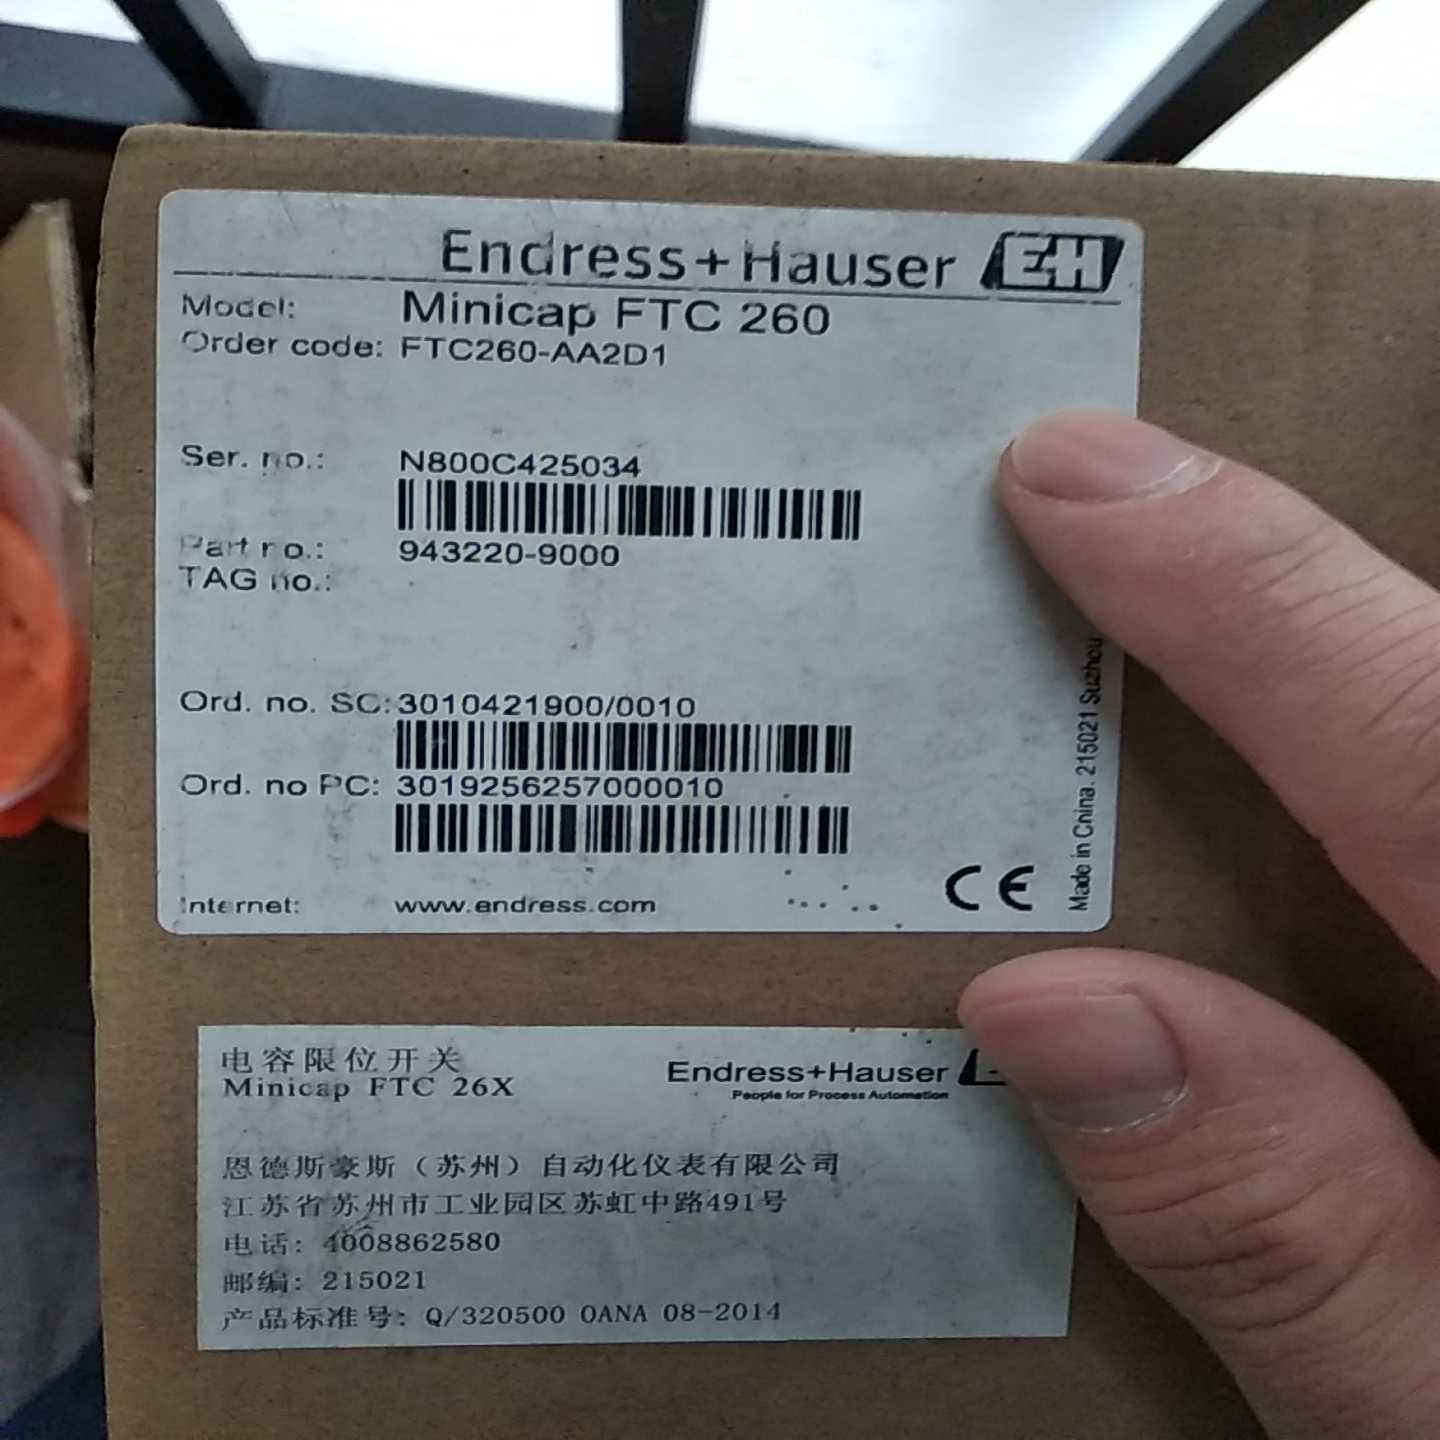 Endress+Hauser EH
Model: Minicap FTC 260
Order code: FTC260-AA2D1
Ser. no.: N800C425034
Part no.: 943220-9000
TAG no.:
Ord. no. SC: 3010421900/0010
Ord. no PC: 3019256257000010
Internet: www.endress.com
CE
Made in China. 215021 Suzhou
电容限位开关
Minicap FTC 26X
Endress+Hauser
People for Process Automation
恩德斯豪斯（苏州）自动化仪表有限公司
江苏省苏州市工业园区苏虹中路491号
电话: 4008862580
邮编: 215021
产品标准号: Q/320500 OANA 08-2014